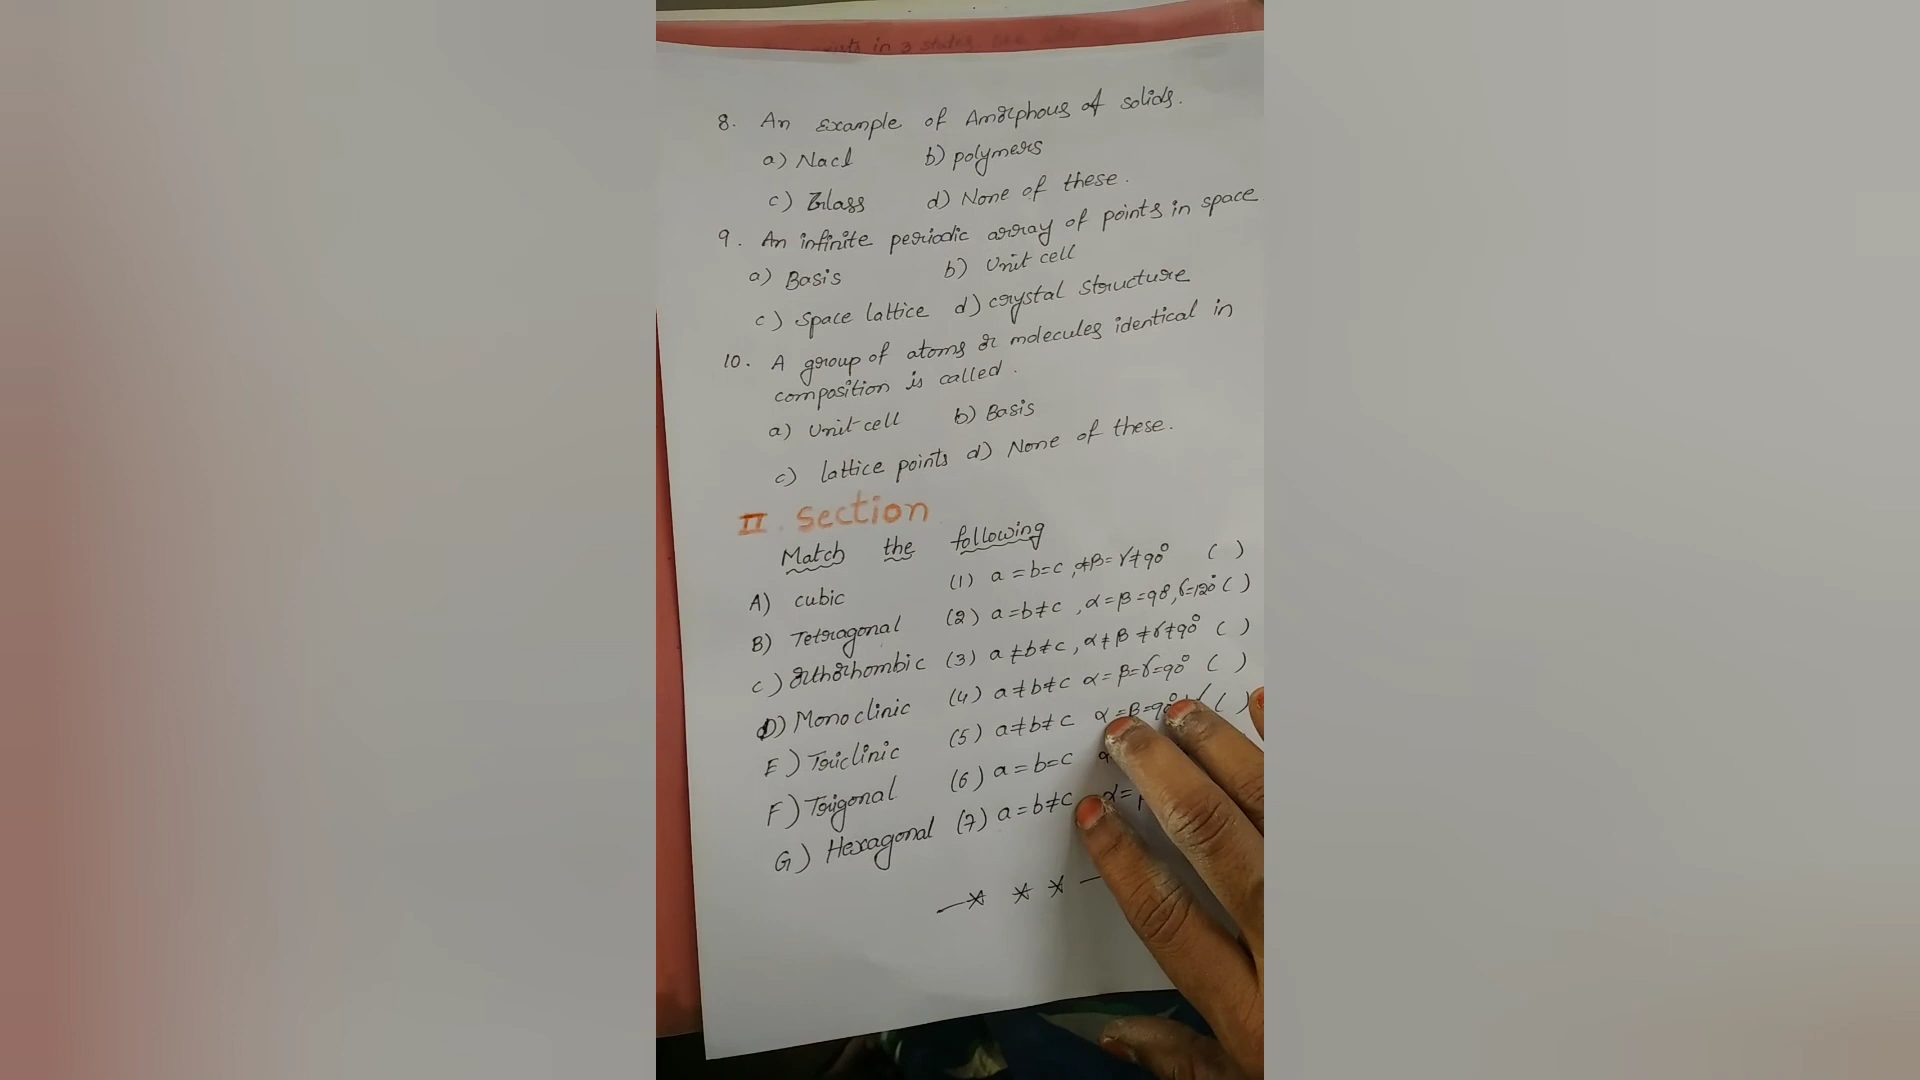 in 3 states
8. An Example of Amorphous of solids.
a) Nacl b) polymers
c) Glass d) None of these.
9. An infinite periodic array of points in space
a) Basis b) Unit cell
c) Space lattice d) crystal structure
10. A group of atoms or molecules identical in
composition is called.
a) Unit cell b) Basis
c) lattice points d) None of these.
II. Section
Match the following
A) cubic (1) a = b = c, α=β=γ≠90° ( )
B) Tetragonal (2) a = b ≠ c, α=β=90°, γ=120° ( )
c) Orthorhombic (3) a ≠ b ≠ c, α≠β≠γ≠90° ( )
D) Monoclinic (4) a ≠ b ≠ c α=β=γ=90° ( )
E) Triclinic (5) a ≠ b ≠ c α=β=90° ≠ γ ( )
F) Trigonal (6) a = b = c
G) Hexagonal (7) a = b ≠ c α=